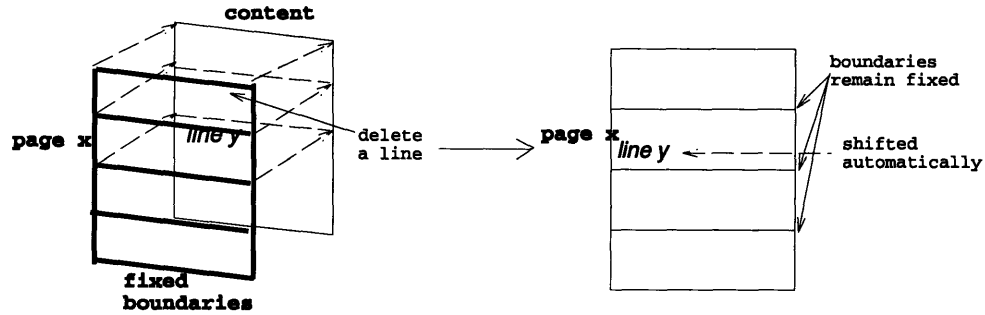 content
page x
line y
delete
a line
fixed
boundaries
boundaries
remain fixed
page x
line y
shifted
automatically